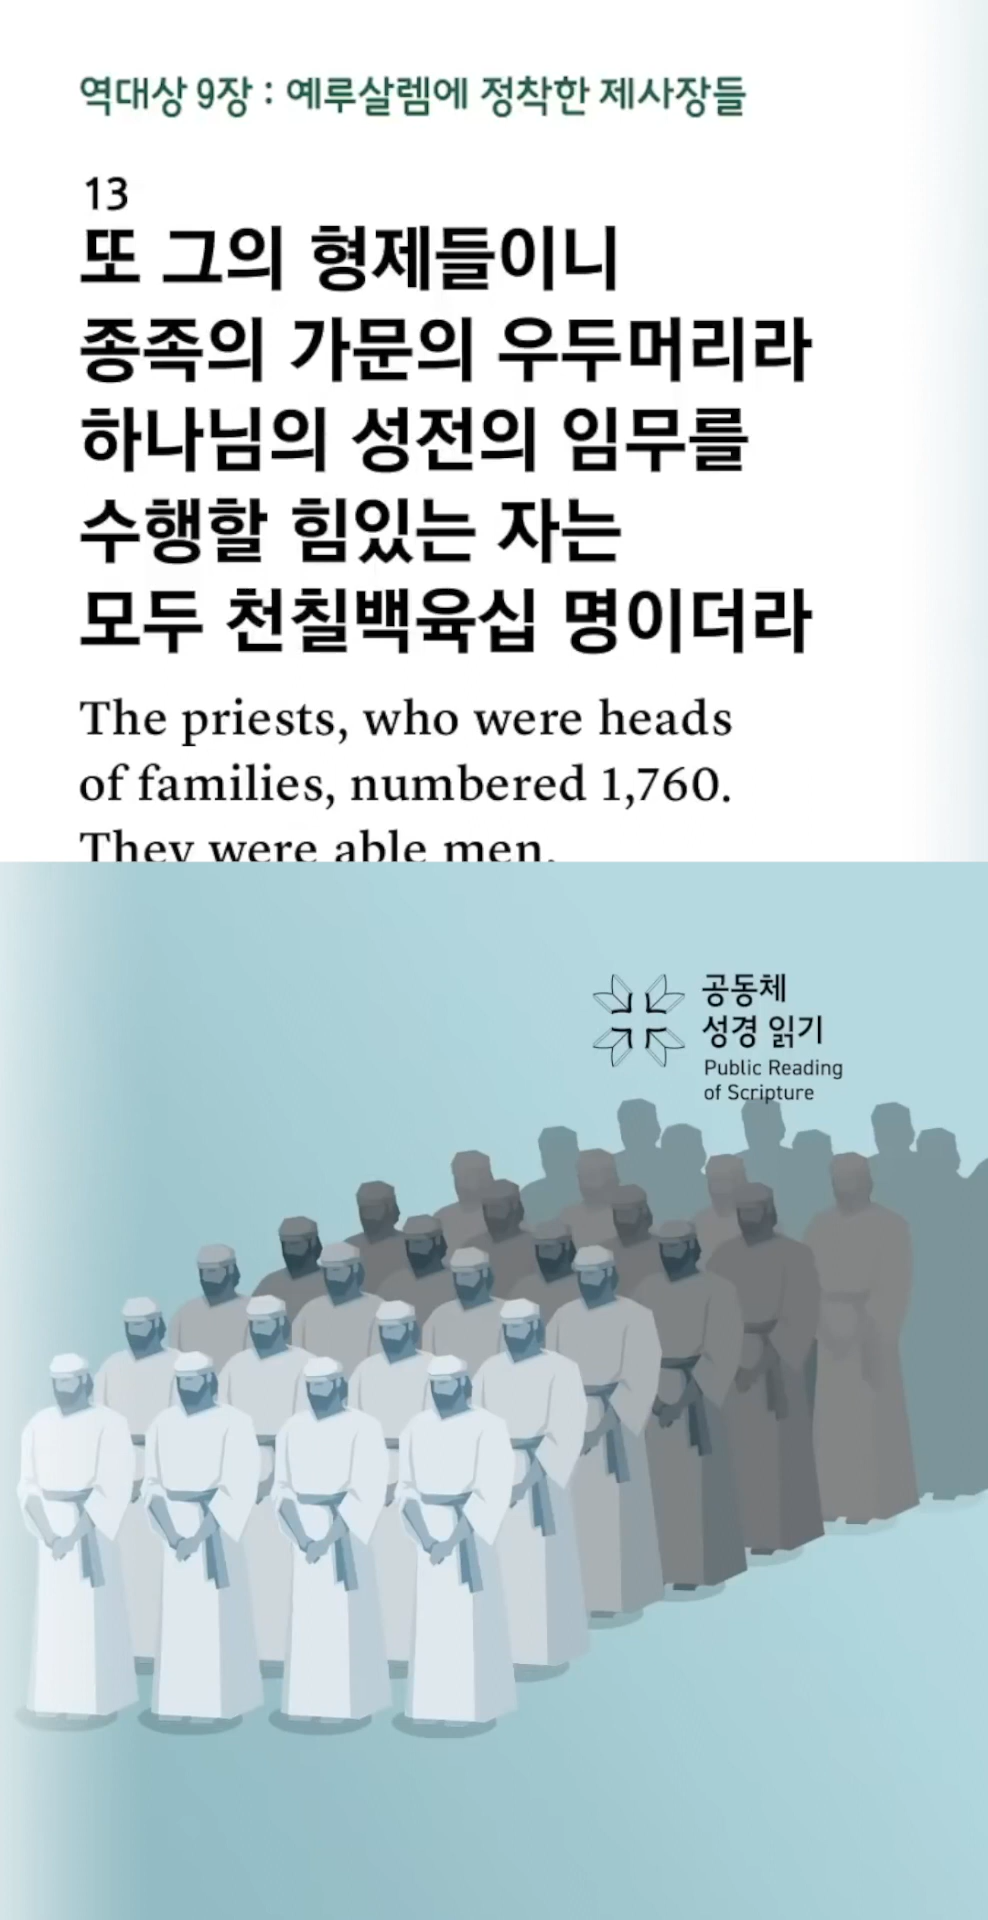 역대상 9장 : 예루살렘에 정착한 제사장들
13
또 그의 형제들이니
종족의 가문의 우두머리라
하나님의 성전의 임무를
수행할 힘있는 자는
모두 천칠백육십 명이더라
The priests, who were heads
of families, numbered 1,760.
They were able men,
공동체
성경 읽기
Public Reading
of Scripture